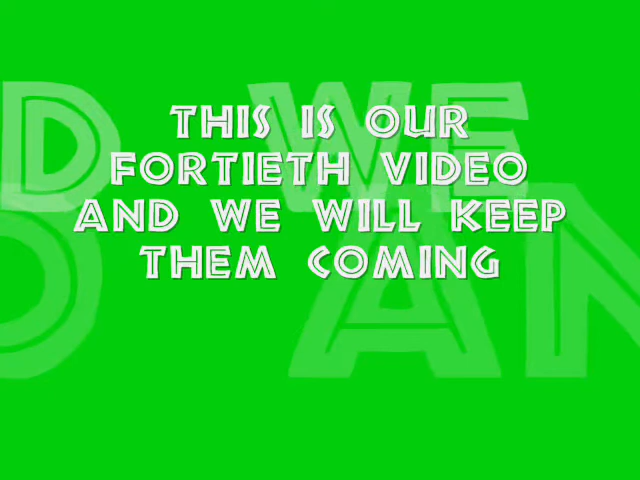 THIS IS OUR
FORTIETH VIDEO
AND WE WILL KEEP
THEM COMING